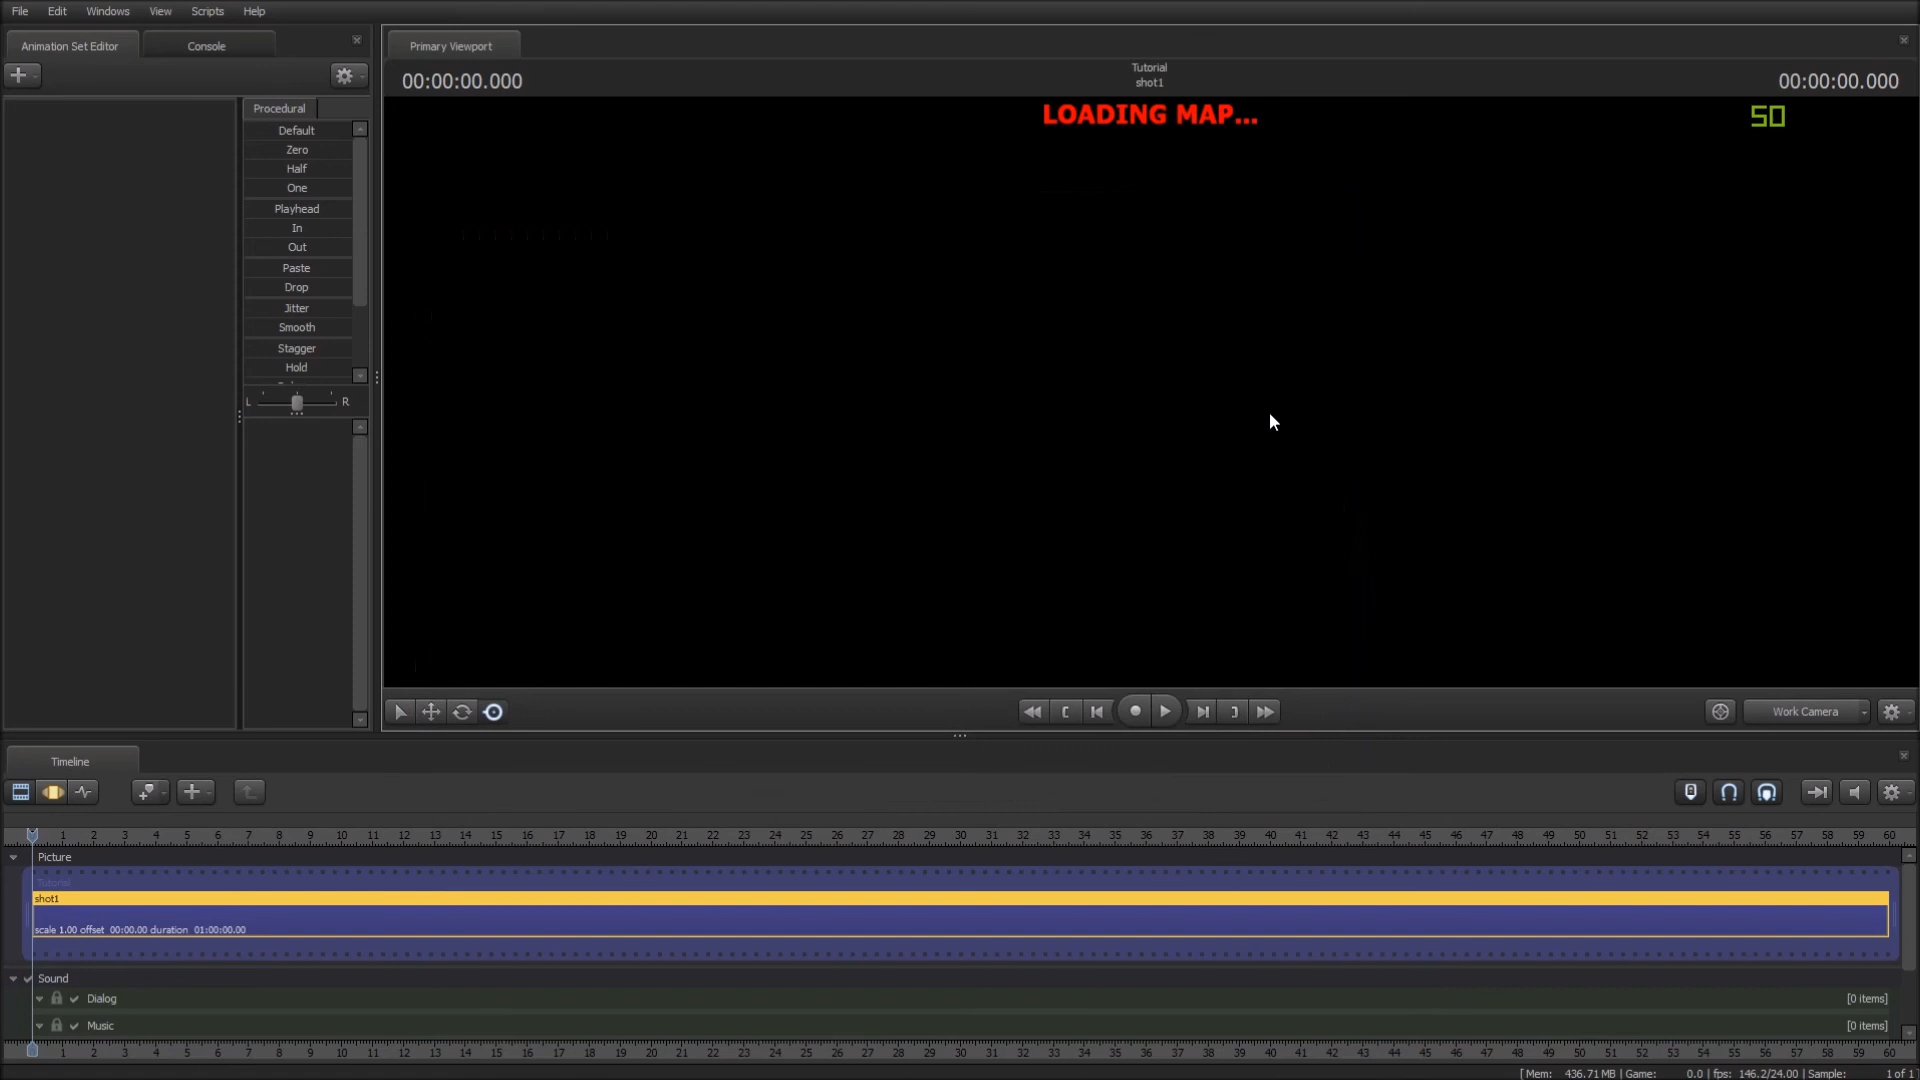 File Edit Windows View Scripts Help
Animation Set Editor Console
Primary Viewport
00:00:00.000
Tutorial
shot1
00:00:00.000
LOADING MAP...
50
Procedural
Default
Zero
Half
One
Playhead
In
Out
Paste
Drop
Jitter
Smooth
Stagger
Hold
L R
Work Camera
Timeline
1 2 3 4 5 6 7 8 9 10 11 12 13 14 15 16 17 18 19 20 21 22 23 24 25 26 27 28 29 30 31 32 33 34 35 36 37 38 39 40 41 42 43 44 45 46 47 48 49 50 51 52 53 54 55 56 57 58 59 60
Picture
Tutorial
shot1
scale 1.00 offset 00:00.00 duration 01:00:00.00
Sound
Dialog [0 items]
Music [0 items]
1 2 3 4 5 6 7 8 9 10 11 12 13 14 15 16 17 18 19 20 21 22 23 24 25 26 27 28 29 30 31 32 33 34 35 36 37 38 39 40 41 42 43 44 45 46 47 48 49 50 51 52 53 54 55 56 57 58 59 60
[ Mem: 436.71 MB | Game: 0.0 | fps: 146.2/24.00 | Sample: 1 of 1 ]